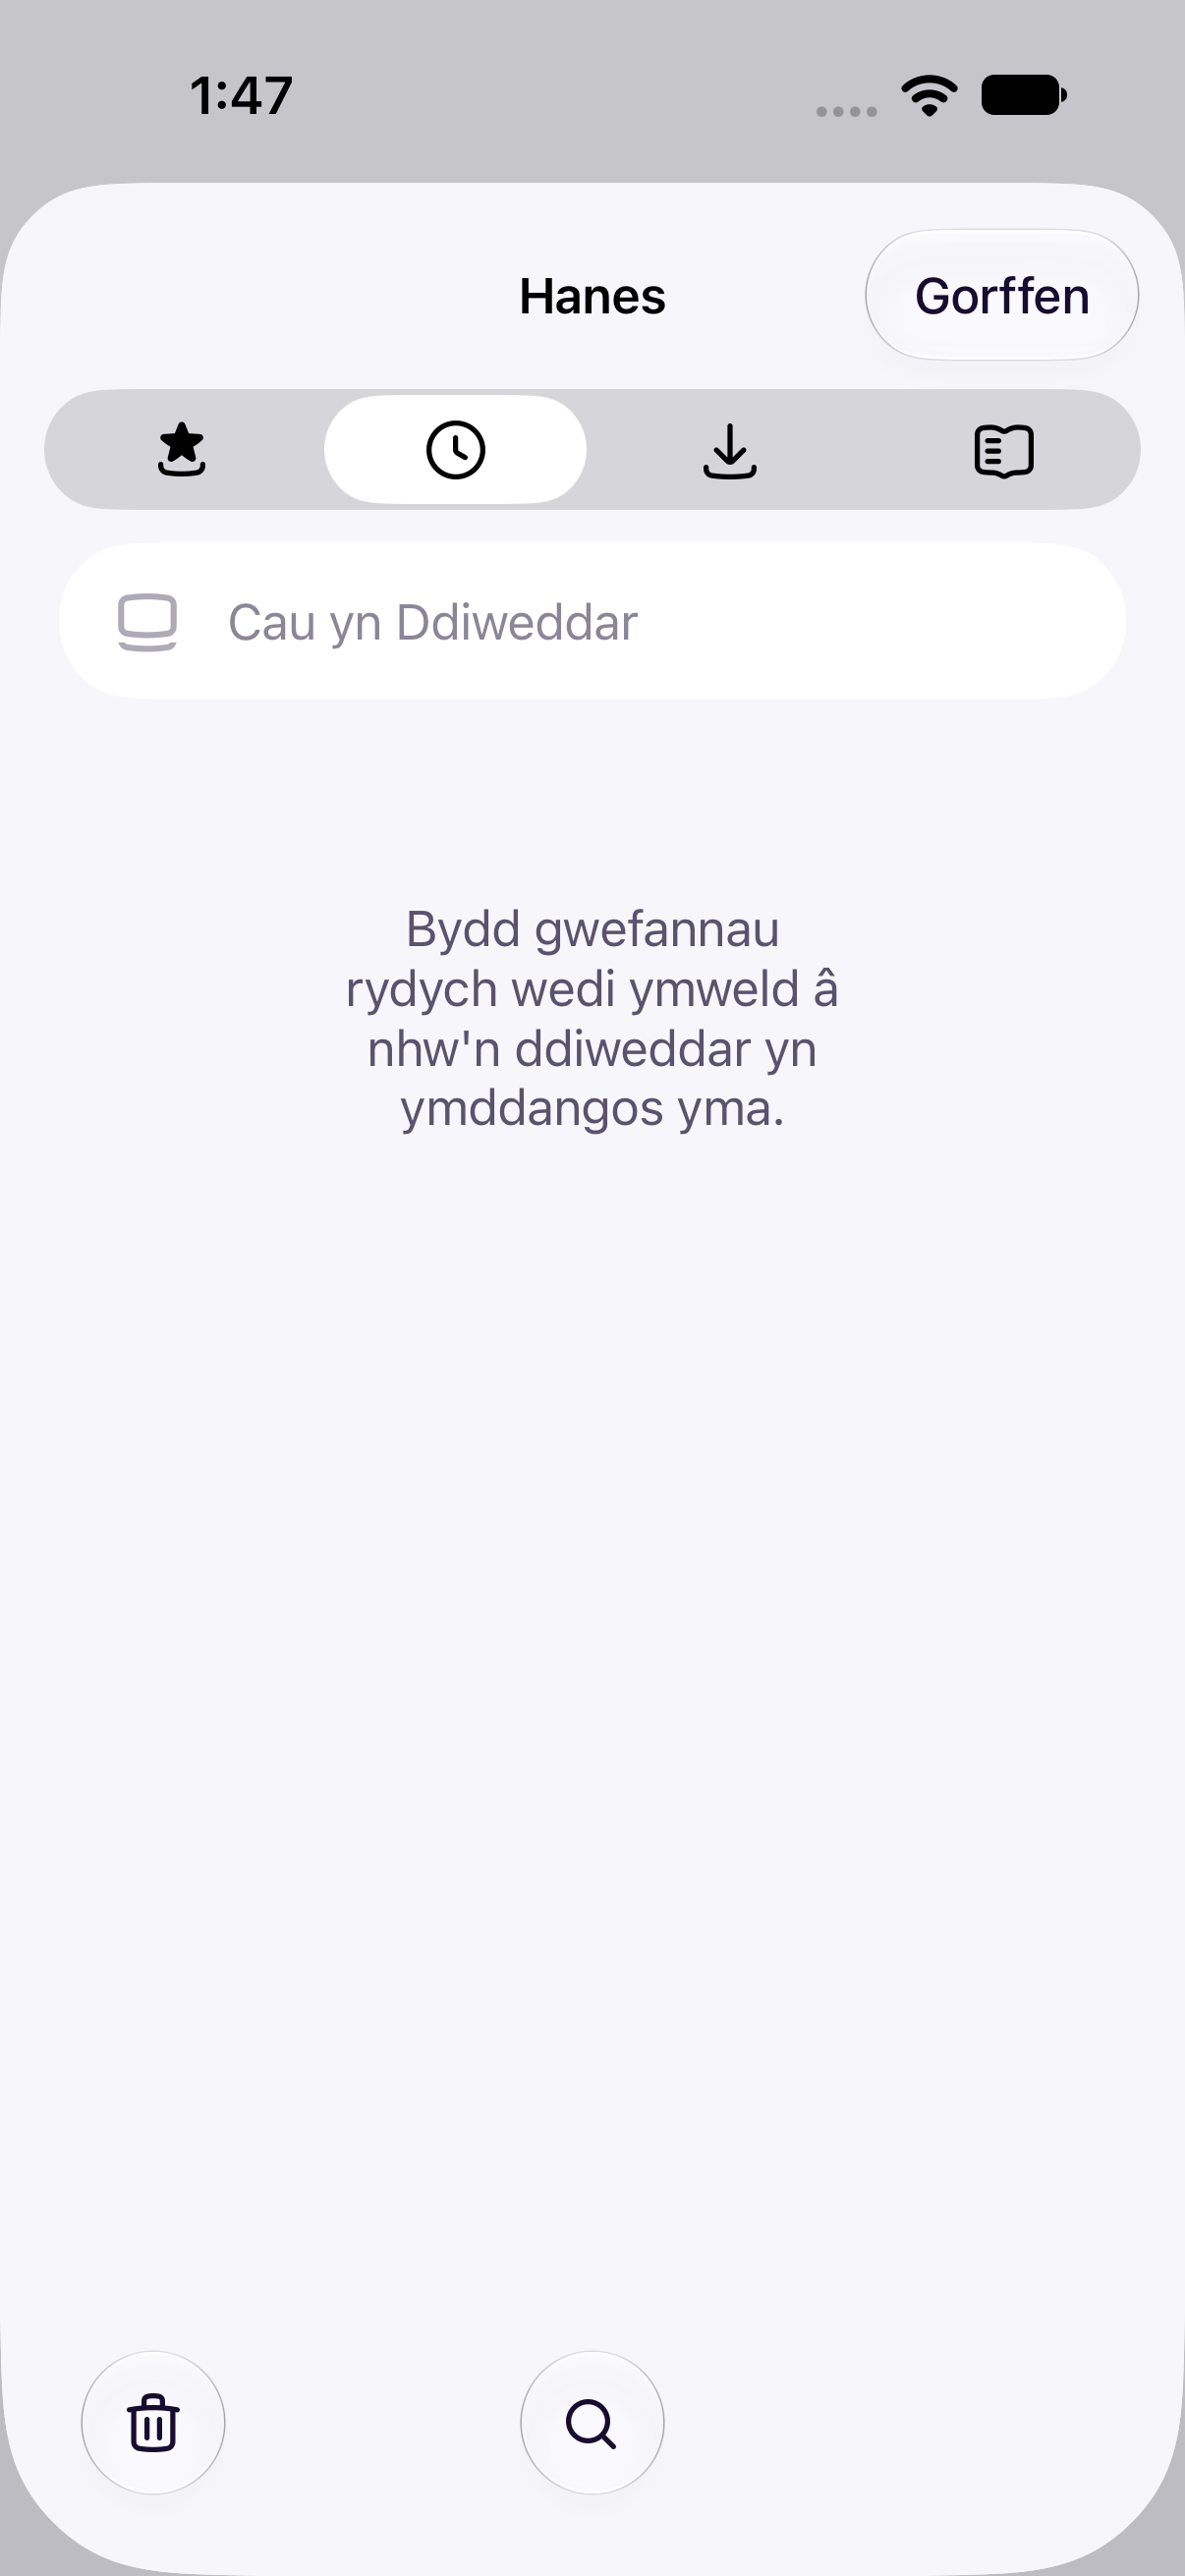 1:47
Hanes
Gorffen
Cau yn Ddiweddar
Bydd gwefannau
rydych wedi ymweld â
nhw'n ddiweddar yn
ymddangos yma.